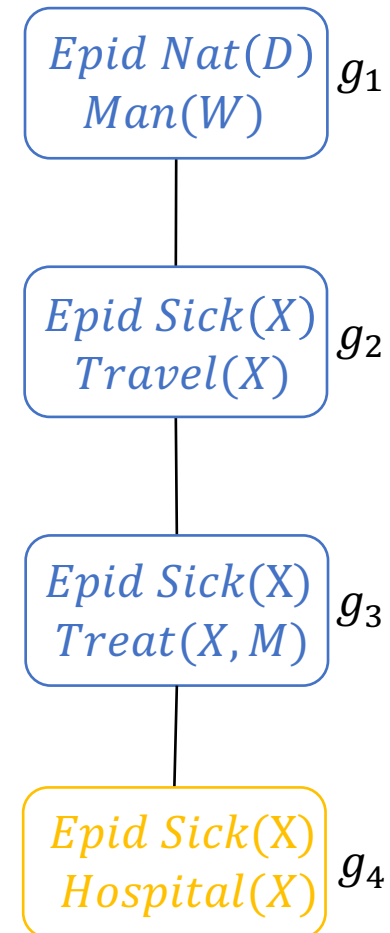 Epid Nat(D)
Man(W)
g₁
Epid Sick(X)
Travel(X)
g₂
Epid Sick(X)
Treat(X, M)
g₃
Epid Sick(X)
Hospital(X)
g₄